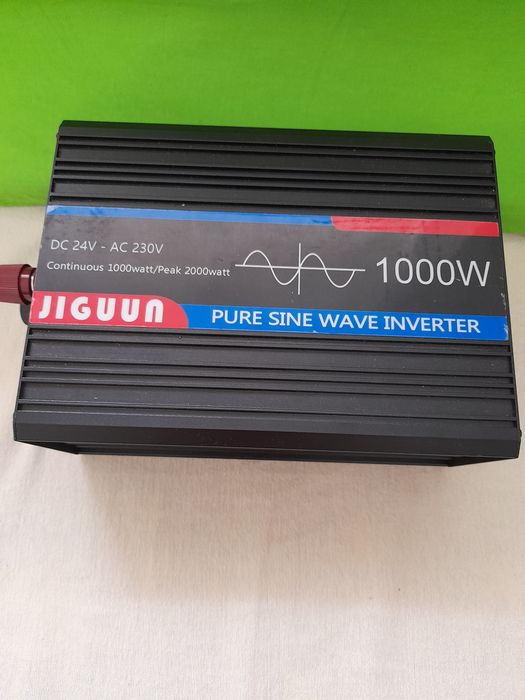 DC 24V - AC 230V
Continuous 1000watt/Peak 2000watt
1000W
JIGUUN
PURE SINE WAVE INVERTER